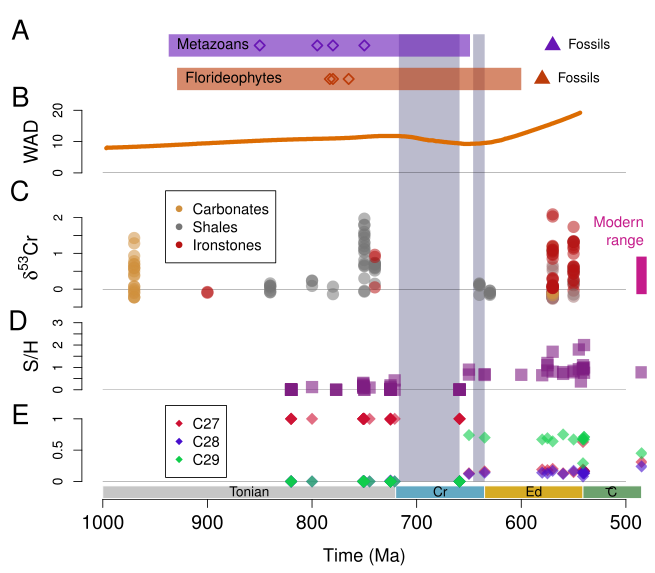 A
Metazoans
Fossils
Florideophytes
Fossils
B
WAD
20
10
0
C
Carbonates
Shales
Ironstones
Modern
range
δ53Cr
2
1
0
D
S/H
3
2
1
0
E
C27
C28
C29
1
0.5
0
Tonian
Cr
Ed
C
1000
900
800
700
600
500
Time (Ma)